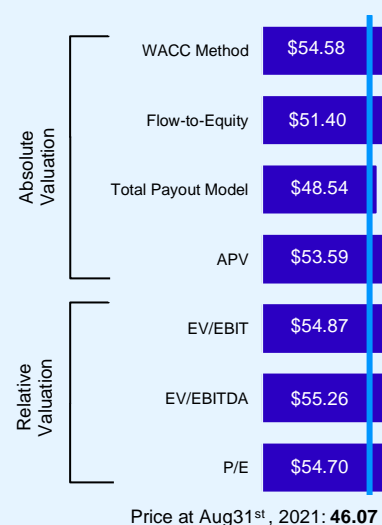 Absolute
Valuation
WACC Method $54.58
Flow-to-Equity $51.40
Total Payout Model $48.54
APV $53.59
Relative
Valuation
EV/EBIT $54.87
EV/EBITDA $55.26
P/E $54.70
Price at Aug31st , 2021: 46.07